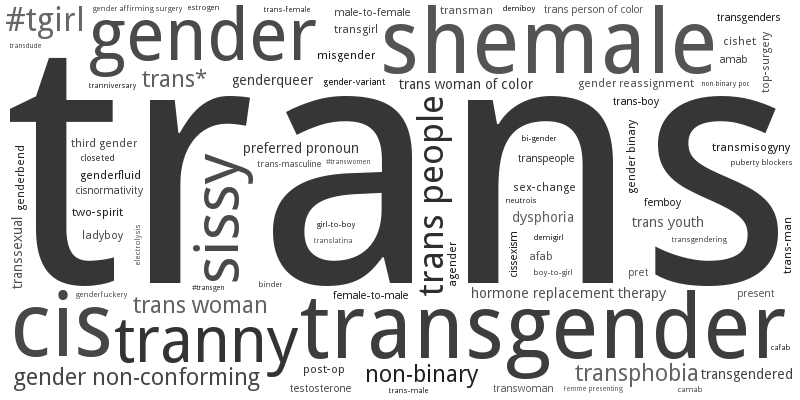 #tgirl
gender affirming surgery
estrogen
trans-female
male-to-female
transman
demiboy
trans person of color
transgenders
transdude
gender
transgirl
shemale
cishet
misgender
amab
top-surgery
tranniversary
trans*
genderqueer
gender-variant
trans woman of color
gender reassignment
non-binary poc
trans
trans-boy
third gender
closeted
genderbend
genderfluid
cisnormativity
two-spirit
ladyboy
transsexual
electrolysis
sissy
preferred pronoun
trans-masculine
#transwomen
girl-to-boy
translatina
trans people
agender
bi-gender
transpeople
sex-change
neutrois
dysphoria
demigirl
cissexism
afab
boy-to-girl
gender binary
transmisogyny
puberty blockers
femboy
trans youth
transgendering
trans-man
pret
#transgen
binder
genderfuckery
trans woman
female-to-male
hormone replacement therapy
present
cis
tranny
transgender
cafab
gender non-conforming
post-op
testosterone
non-binary
trans-male
transwoman
transphobia
Femme presenting
camab
transgendered